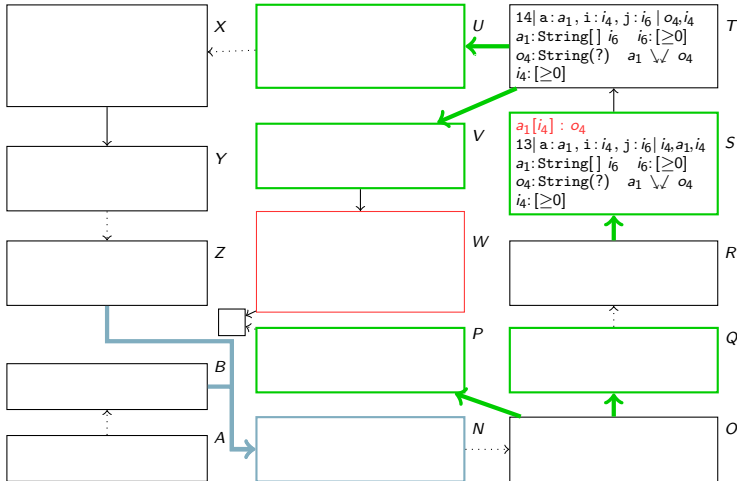 X
U
14| a: a₁, i: i₄, j: i₆ | o₄,i₄
a₁: String[] i₆ i₆: [≥0]
o₄: String(?) a₁ ↘↙ o₄
i₄: [≥0]
T
V
a₁[i₄] : o₄
13| a: a₁, i: i₄, j: i₆ | i₄,a₁,i₄
a₁: String[] i₆ i₆: [≥0]
o₄: String(?) a₁ ↘↙ o₄
i₄: [≥0]
S
Y
Z
W
R
B
P
Q
A
N
O